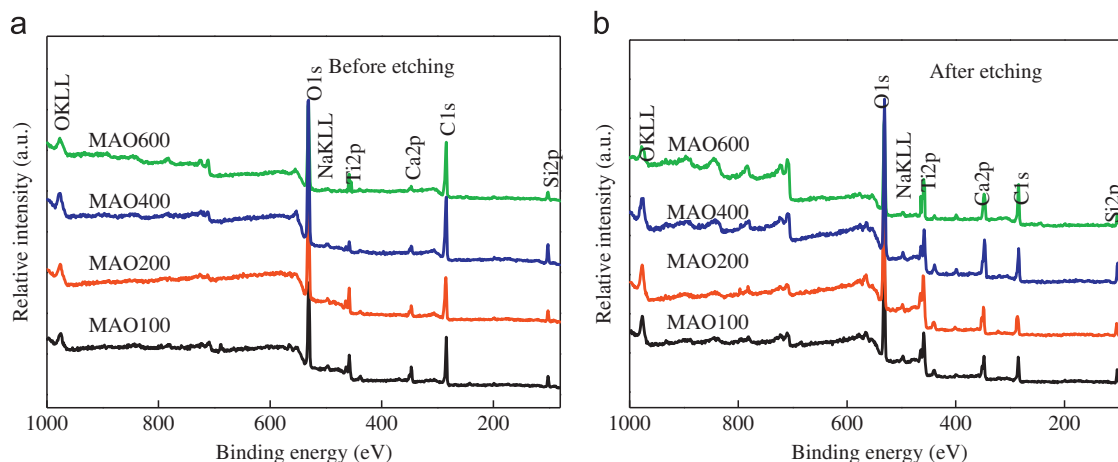 a
Before etching
OKLL
O1s
NaKLL
Ti2p
Ca2p
C1s
Si2p
MAO600
MAO400
MAO200
MAO100
Relative intensity (a.u.)
1000
800
600
400
200
Binding energy (eV)
b
After etching
OKLL
O1s
NaKLL
Ti2p
Ca2p
C1s
Si2p
MAO600
MAO400
MAO200
MAO100
Relative intensity (a.u.)
1000
800
600
400
200
Binding energy (eV)